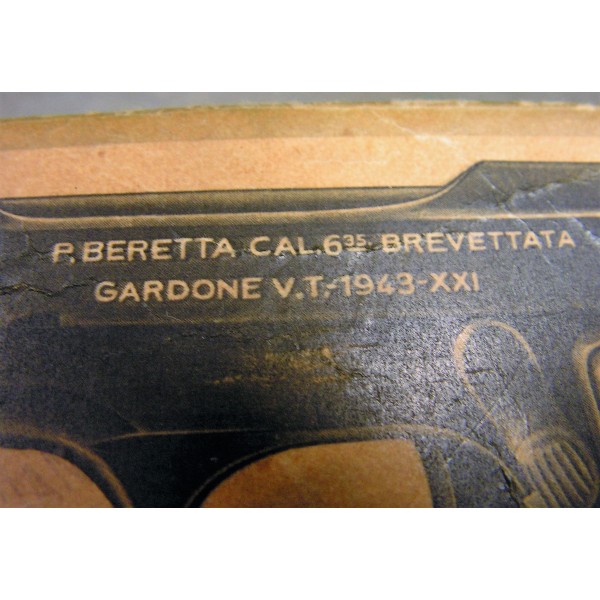 P. BERETTA CAL. 6³⁵ BREVETTATA
GARDONE V.T.-1943-XXI